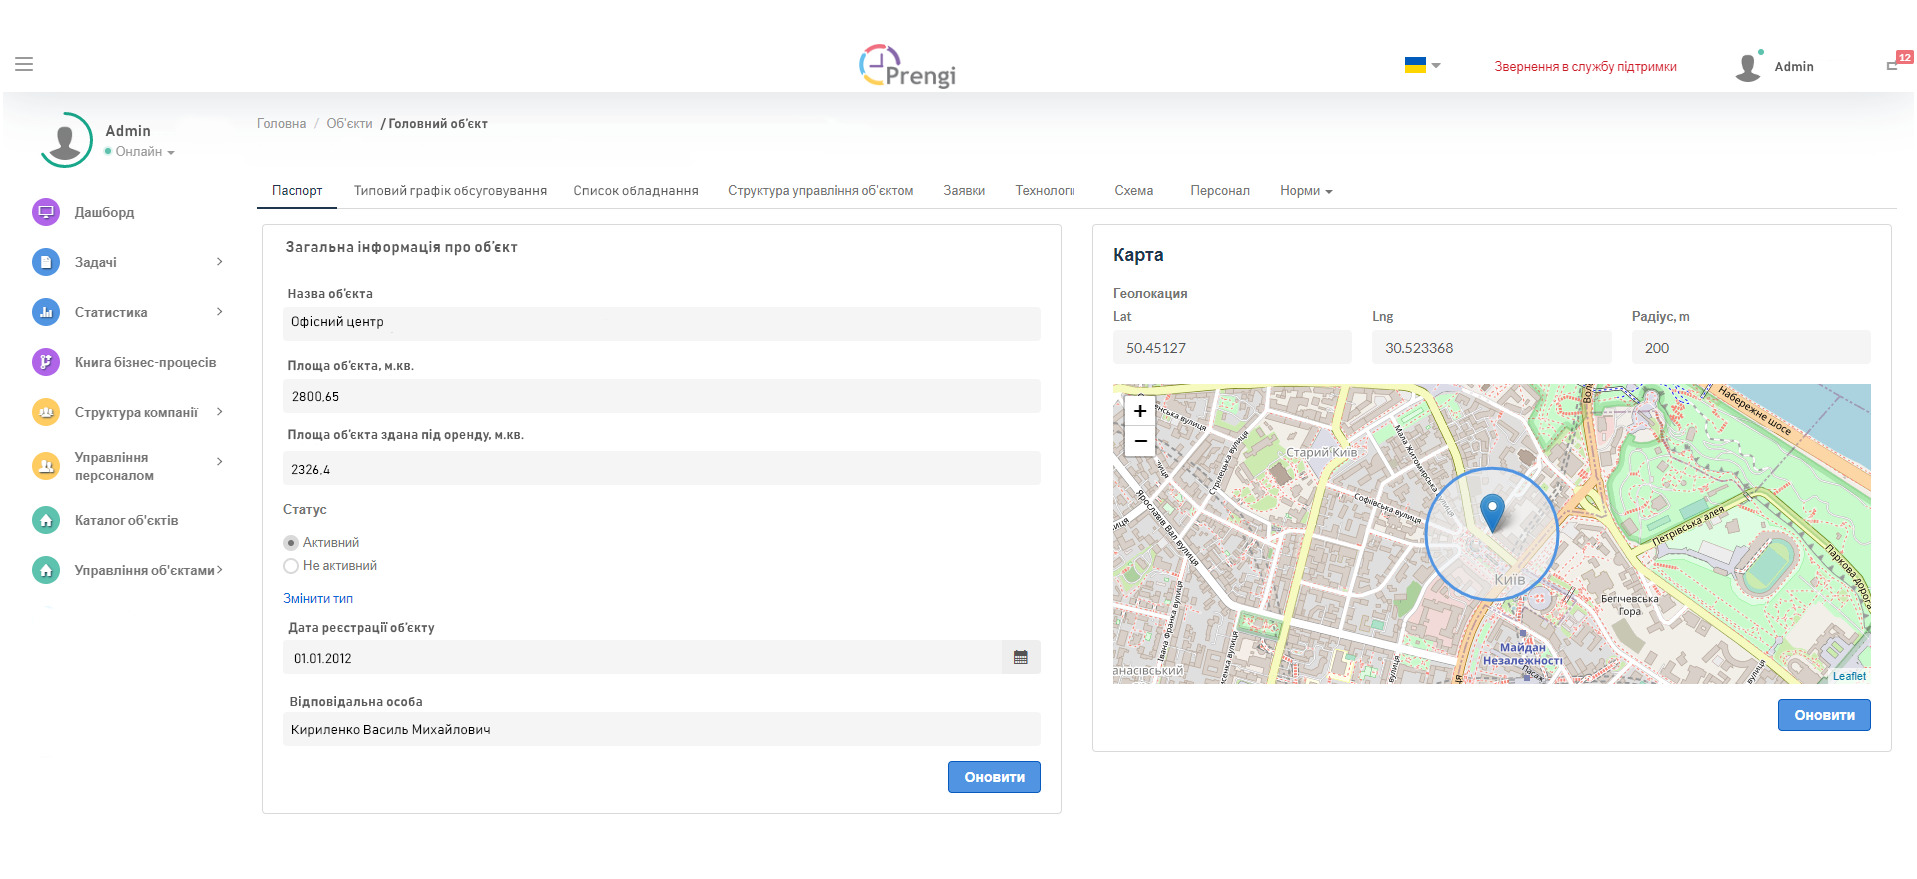 Prengi
Звернення в службу підтримки
Admin
12
Admin
Онлайн
Дашборд
Задачі
Статистика
Книга бізнес-процесів
Структура компанії
Управління
персоналом
Каталог об'єктів
Управління об'єктами
Головна / Об'єкти / Головний об'єкт
Паспорт Типовий графік обсуговування Список обладнання Структура управління об'єктом Заявки Технологі Схема Персонал Норми
Загальна інформація про об'єкт
Назва об'єкта
Офісний центр
Площа об'єкта, м.кв.
2800,65
Площа об'єкта здана під оренду, м.кв.
2326,4
Статус
Активний
Не активний
Змінити тип
Дата реєстрації об'єкту
01.01.2012
Відповідальна особа
Кириленко Василь Михайлович
Оновити
Карта
Геолокация
Lat Lng Радіус, m
50.45127 30.523368 200
+
−
Набережне шосе
Стрілецька вулиця
Старий Київ
Мала Житомирська
Софіївська вулиця
Ярославів Вал вулиця
Петрівська алея
Паркова дорога
Київ
Бегічевська
Гора
Івана Франка вулиця
Майдан
Незалежності
Пасаж
анасівський
Leaflet
Оновити